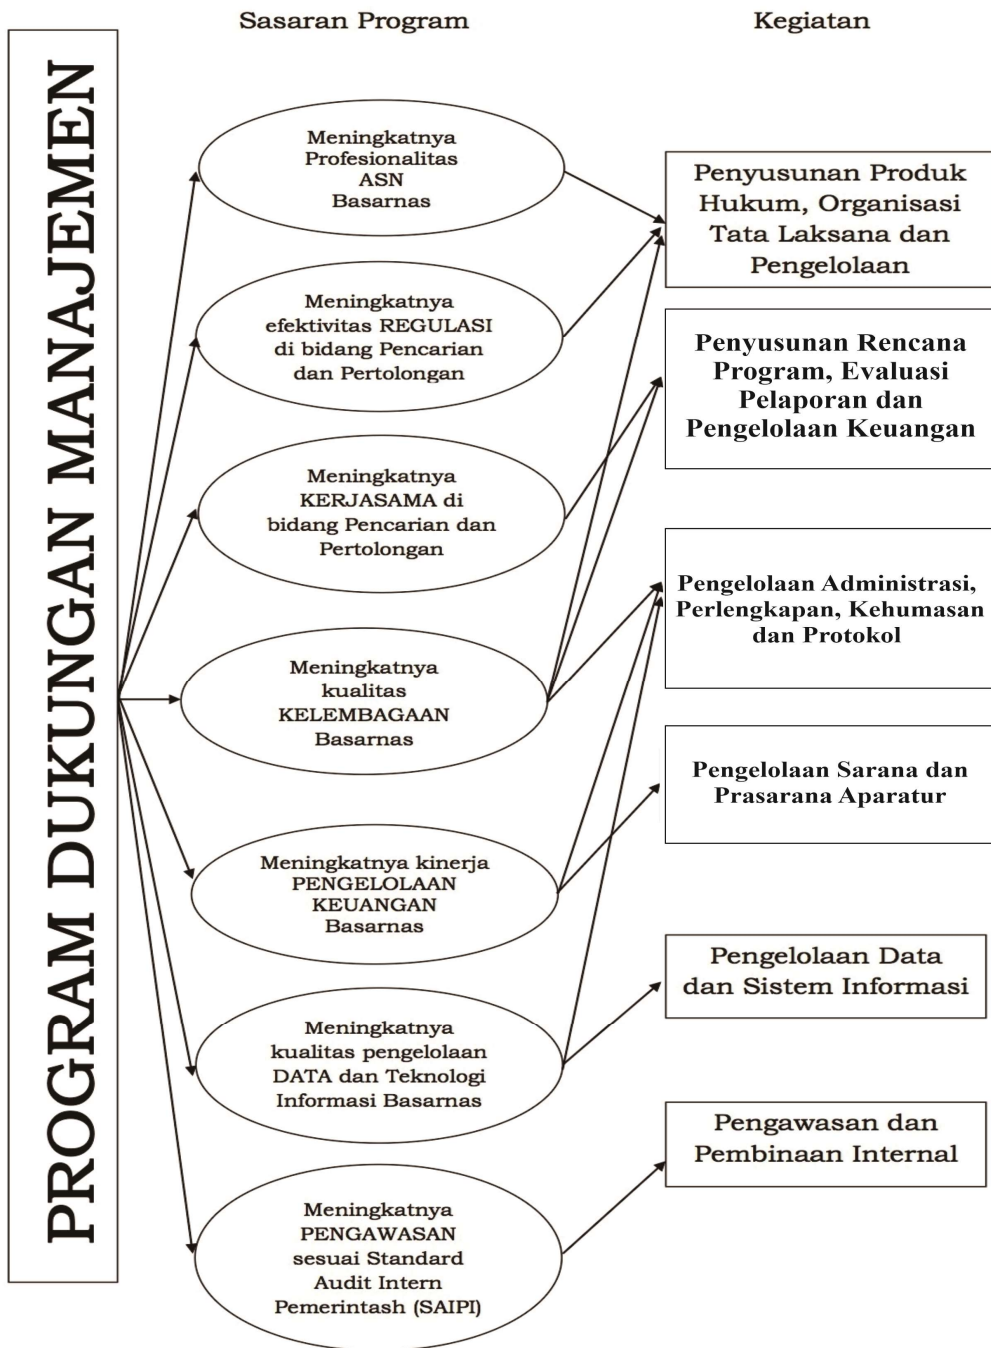 Sasaran Program
Kegiatan
PROGRAM DUKUNGAN MANAJEMEN
Meningkatnya
Profesionalitas
ASN
Basarnas
Meningkatnya
efektivitas REGULASI
di bidang Pencarian
dan Pertolongan
Meningkatnya
KERJASAMA di
bidang Pencarian dan
Pertolongan
Meningkatnya
kualitas
KELEMBAGAAN
Basarnas
Meningkatnya kinerja
PENGELOLAAN
KEUANGAN
Basarnas
Meningkatnya
kualitas pengelolaan
DATA dan Teknologi
Informasi Basarnas
Meningkatnya
PENGAWASAN
sesuai Standard
Audit Intern
Pemerintash (SAIPI)
Penyusunan Produk
Hukum, Organisasi
Tata Laksana dan
Pengelolaan
Penyusunan Rencana
Program, Evaluasi
Pelaporan dan
Pengelolaan Keuangan
Pengelolaan Administrasi,
Perlengkapan, Kehumasan
dan Protokol
Pengelolaan Sarana dan
Prasarana Aparatur
Pengelolaan Data
dan Sistem Informasi
Pengawasan dan
Pembinaan Internal